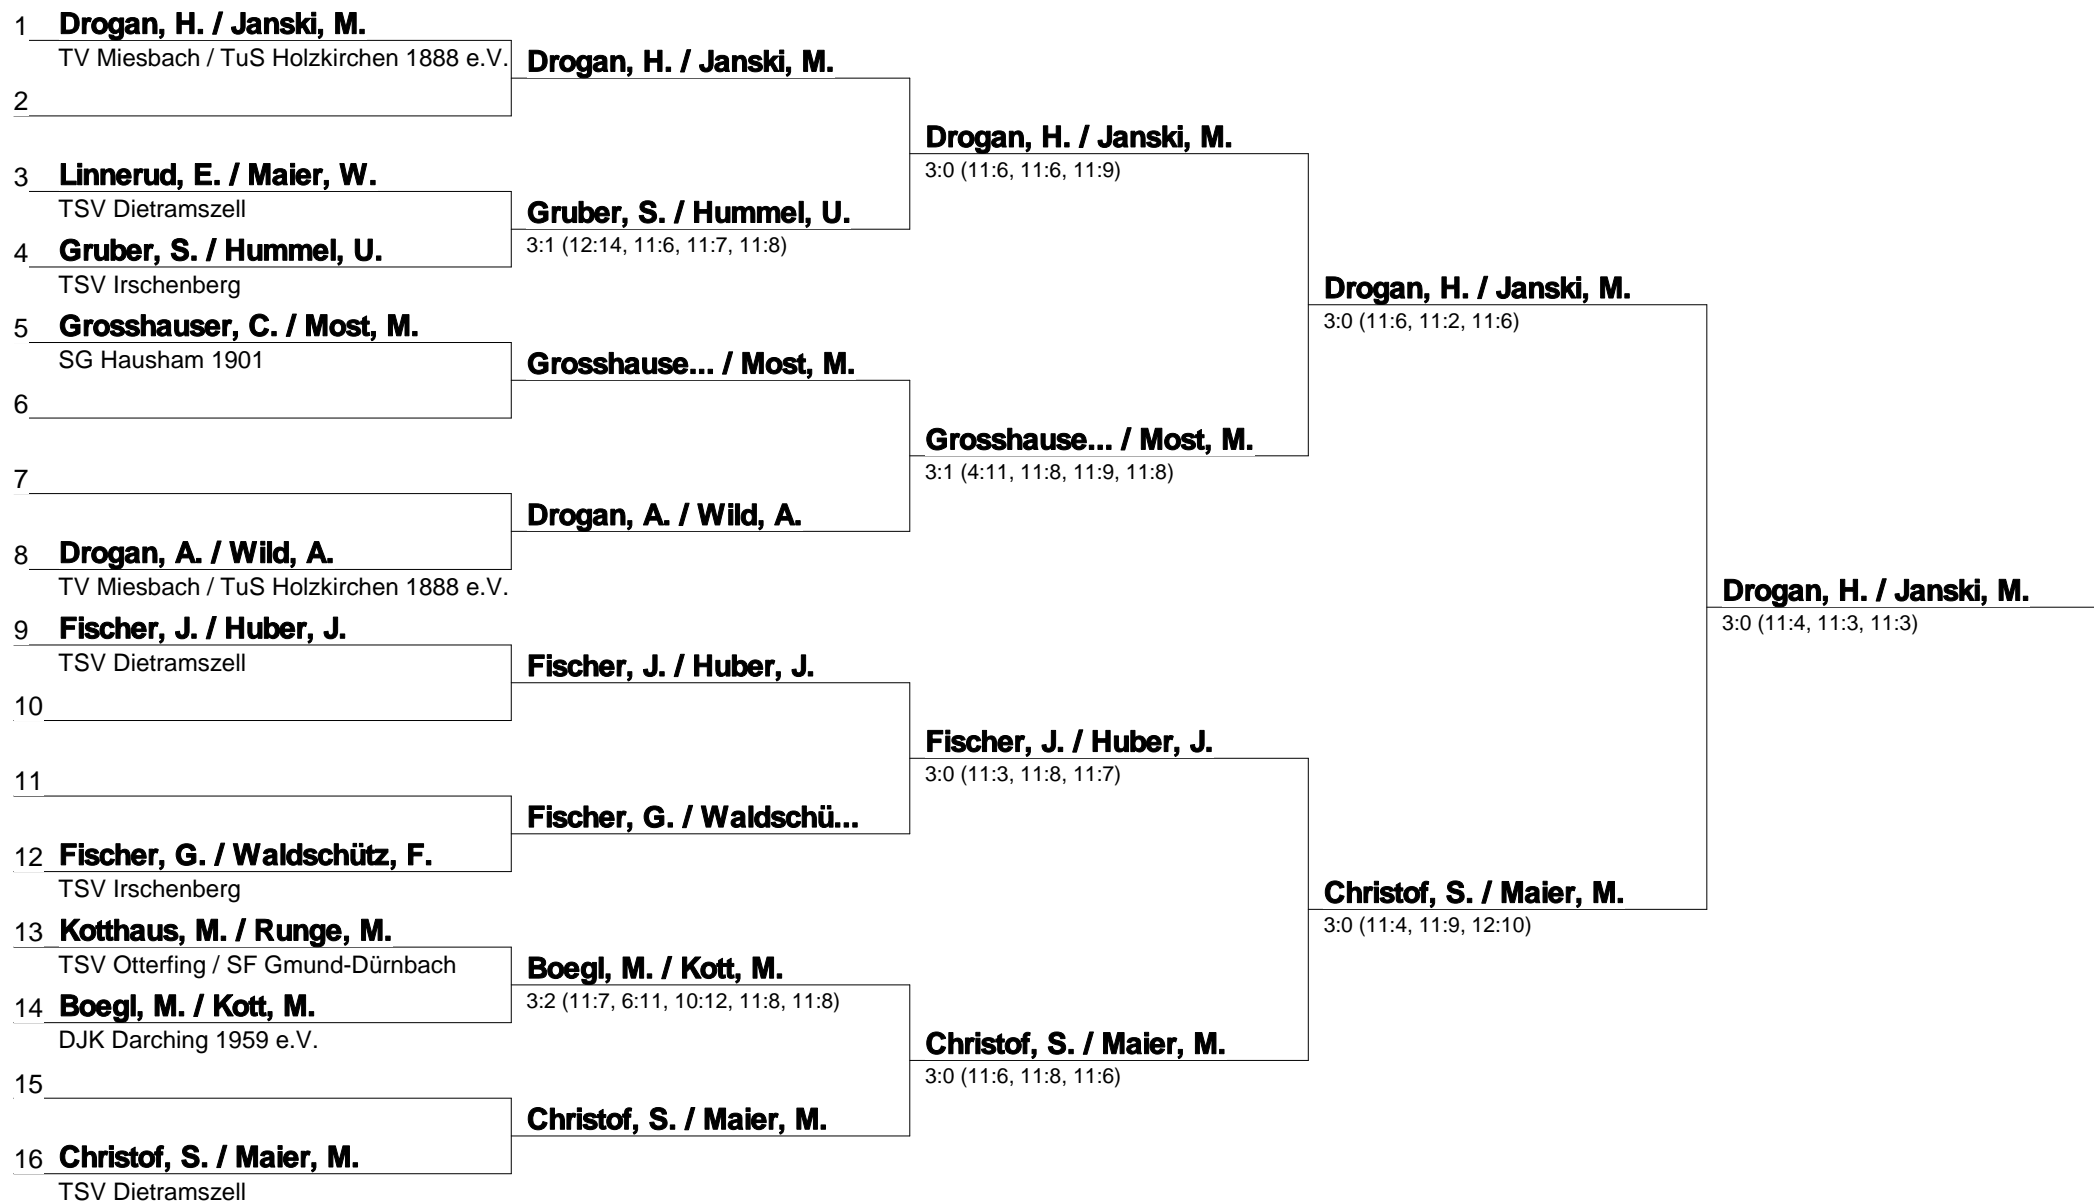 1 Drogan, H. / Janski, M.
TV Miesbach / TuS Holzkirchen 1888 e.V.
2
3 Linnerud, E. / Maier, W.
TSV Dietramszell
4 Gruber, S. / Hummel, U.
TSV Irschenberg
5 Grosshauser, C. / Most, M.
SG Hausham 1901
6
7
8 Drogan, A. / Wild, A.
TV Miesbach / TuS Holzkirchen 1888 e.V.
9 Fischer, J. / Huber, J.
TSV Dietramszell
10
11
12 Fischer, G. / Waldschütz, F.
TSV Irschenberg
13 Kotthaus, M. / Runge, M.
TSV Otterfing / SF Gmund-Dürnbach
14 Boegl, M. / Kott, M.
DJK Darching 1959 e.V.
15
16 Christof, S. / Maier, M.
TSV Dietramszell
Drogan, H. / Janski, M.
Gruber, S. / Hummel, U.
3:1 (12:14, 11:6, 11:7, 11:8)
Grosshause... / Most, M.
Drogan, A. / Wild, A.
Fischer, J. / Huber, J.
Fischer, G. / Waldschü...
Boegl, M. / Kott, M.
3:2 (11:7, 6:11, 10:12, 11:8, 11:8)
Christof, S. / Maier, M.
Drogan, H. / Janski, M.
3:0 (11:6, 11:6, 11:9)
Grosshause... / Most, M.
3:1 (4:11, 11:8, 11:9, 11:8)
Fischer, J. / Huber, J.
3:0 (11:3, 11:8, 11:7)
Christof, S. / Maier, M.
3:0 (11:6, 11:8, 11:6)
Drogan, H. / Janski, M.
3:0 (11:6, 11:2, 11:6)
Christof, S. / Maier, M.
3:0 (11:4, 11:9, 12:10)
Drogan, H. / Janski, M.
3:0 (11:4, 11:3, 11:3)